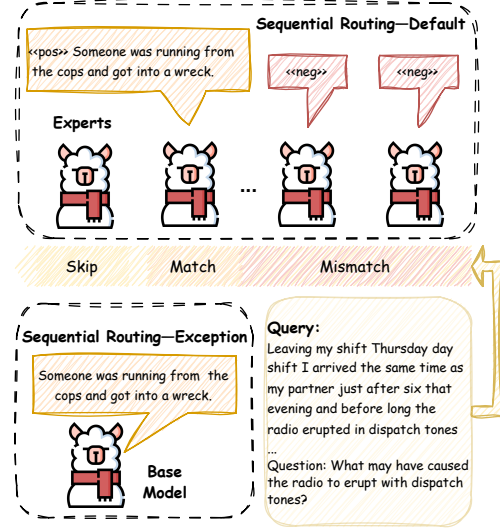 Sequential Routing—Default
<<pos>> Someone was running from
the cops and got into a wreck.
<<neg>>
<<neg>>
Experts
...
Skip
Match
Mismatch
Sequential Routing—Exception
Someone was running from the
cops and got into a wreck.
Base
Model
Query:
Leaving my shift Thursday day
shift I arrived the same time as
my partner just after six that
evening and before long the
radio erupted in dispatch tones
...
Question: What may have caused
the radio to erupt with dispatch
tones?